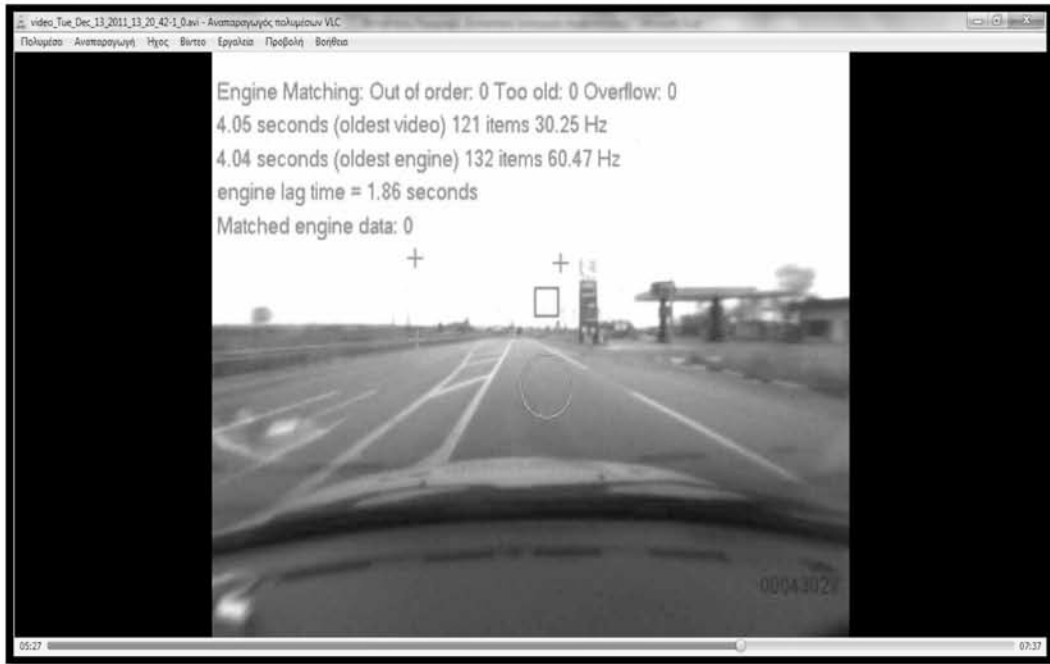 video_Tue_Dec_13_2011_13_20_42-1_0.avi - Αναπαραγωγός πολυμέσων VLC
Πολυμέσο Αναπαραγωγή Ήχος Βίντεο Εργαλεία Προβολή Βοήθεια
Engine Matching: Out of order: 0 Too old: 0 Overflow: 0
4.05 seconds (oldest video) 121 items 30.25 Hz
4.04 seconds (oldest engine) 132 items 60.47 Hz
engine lag time = 1.86 seconds
Matched engine data: 0
05:27
07:37